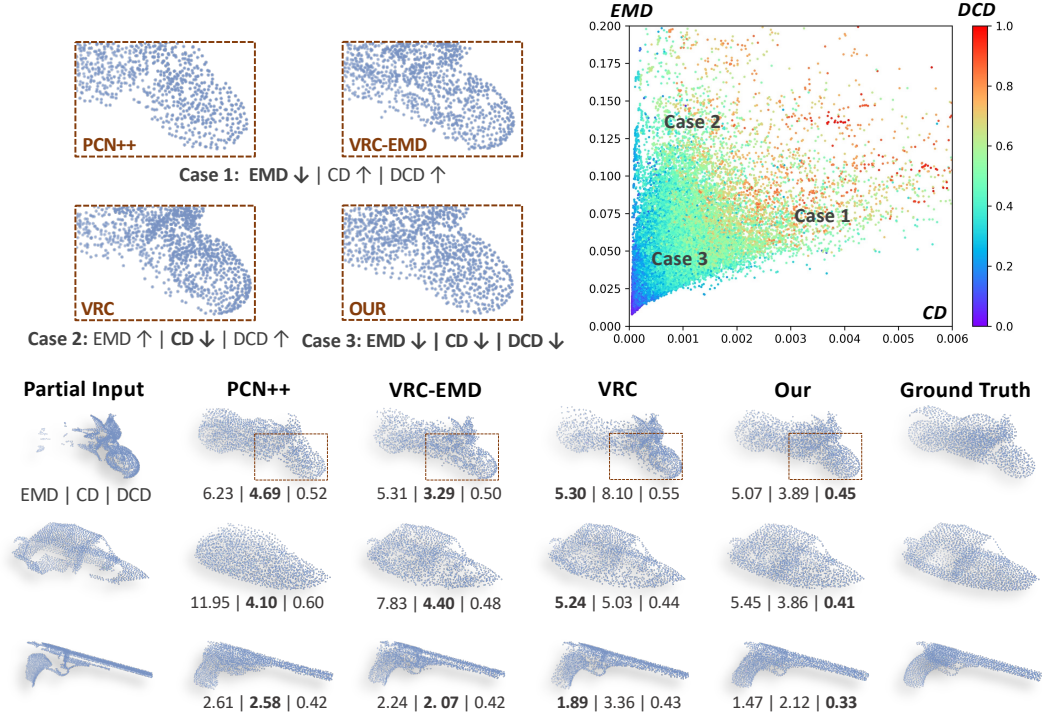 PCN++
VRC-EMD
Case 1: EMD ↓ | CD ↑ | DCD ↑
VRC
OUR
Case 2: EMD ↑ | CD ↓ | DCD ↑
Case 3: EMD ↓ | CD ↓ | DCD ↓
EMD
DCD
0.200
0.175
0.150
0.125
0.100
0.075
0.050
0.025
0.000
Case 2
Case 1
Case 3
CD
0.000 0.001 0.002 0.003 0.004 0.005 0.006
1.0
0.8
0.6
0.4
0.2
0.0
Partial Input PCN++ VRC-EMD VRC Our Ground Truth
EMD | CD | DCD 6.23 | 4.69 | 0.52 5.31 | 3.29 | 0.50 5.30 | 8.10 | 0.55 5.07 | 3.89 | 0.45
11.95 | 4.10 | 0.60 7.83 | 4.40 | 0.48 5.24 | 5.03 | 0.44 5.45 | 3.86 | 0.41
2.61 | 2.58 | 0.42 2.24 | 2. 07 | 0.42 1.89 | 3.36 | 0.43 1.47 | 2.12 | 0.33